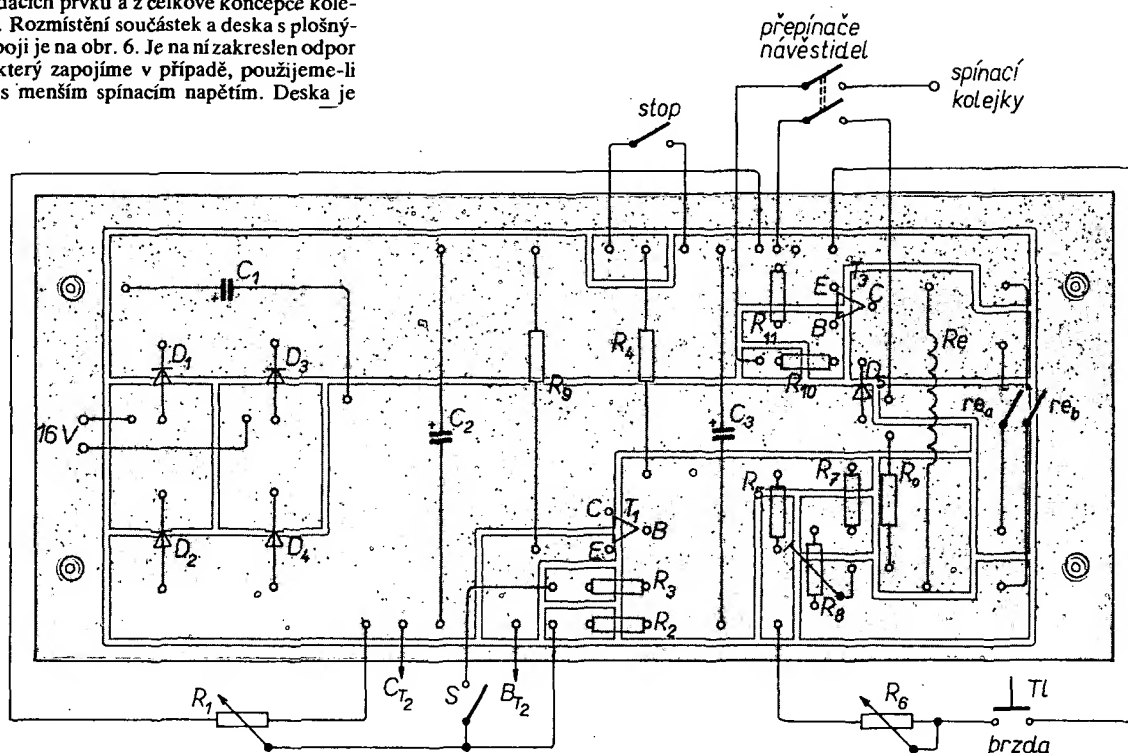 dacích prvků a z celkové koncepce kole-
. Rozmístění součástek a deska s plošný-
poji je na obr. 6. Je na ní zakreslen odpor
který zapojíme v případě, použijeme-li
s menším spínacím napětím. Deska je
přepínače
návěstidel
spínací
kolejky
stop
C1
+
D1
D3
16 V
D2
D4
C2
+
R9
R4
C3
+
R11
E
T3
C
B
R10
D5
Re
rea
reb
C
T1
B
E
R3
R2
R7
Ro
R8
R1
CT2
S
BT2
R6
Tl
brzda